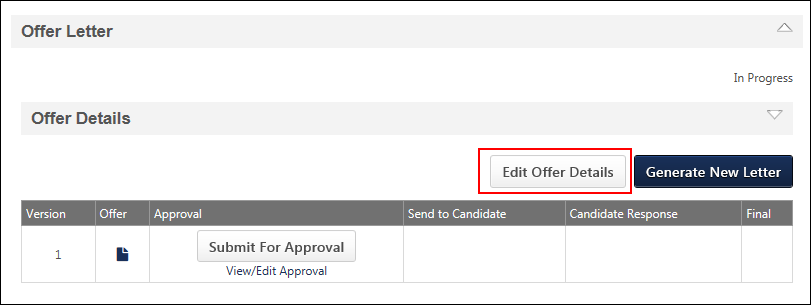 Offer Letter
In Progress
Offer Details
Edit Offer Details Generate New Letter
Version Offer Approval Send to Candidate Candidate Response Final
1 Submit For Approval
View/Edit Approval